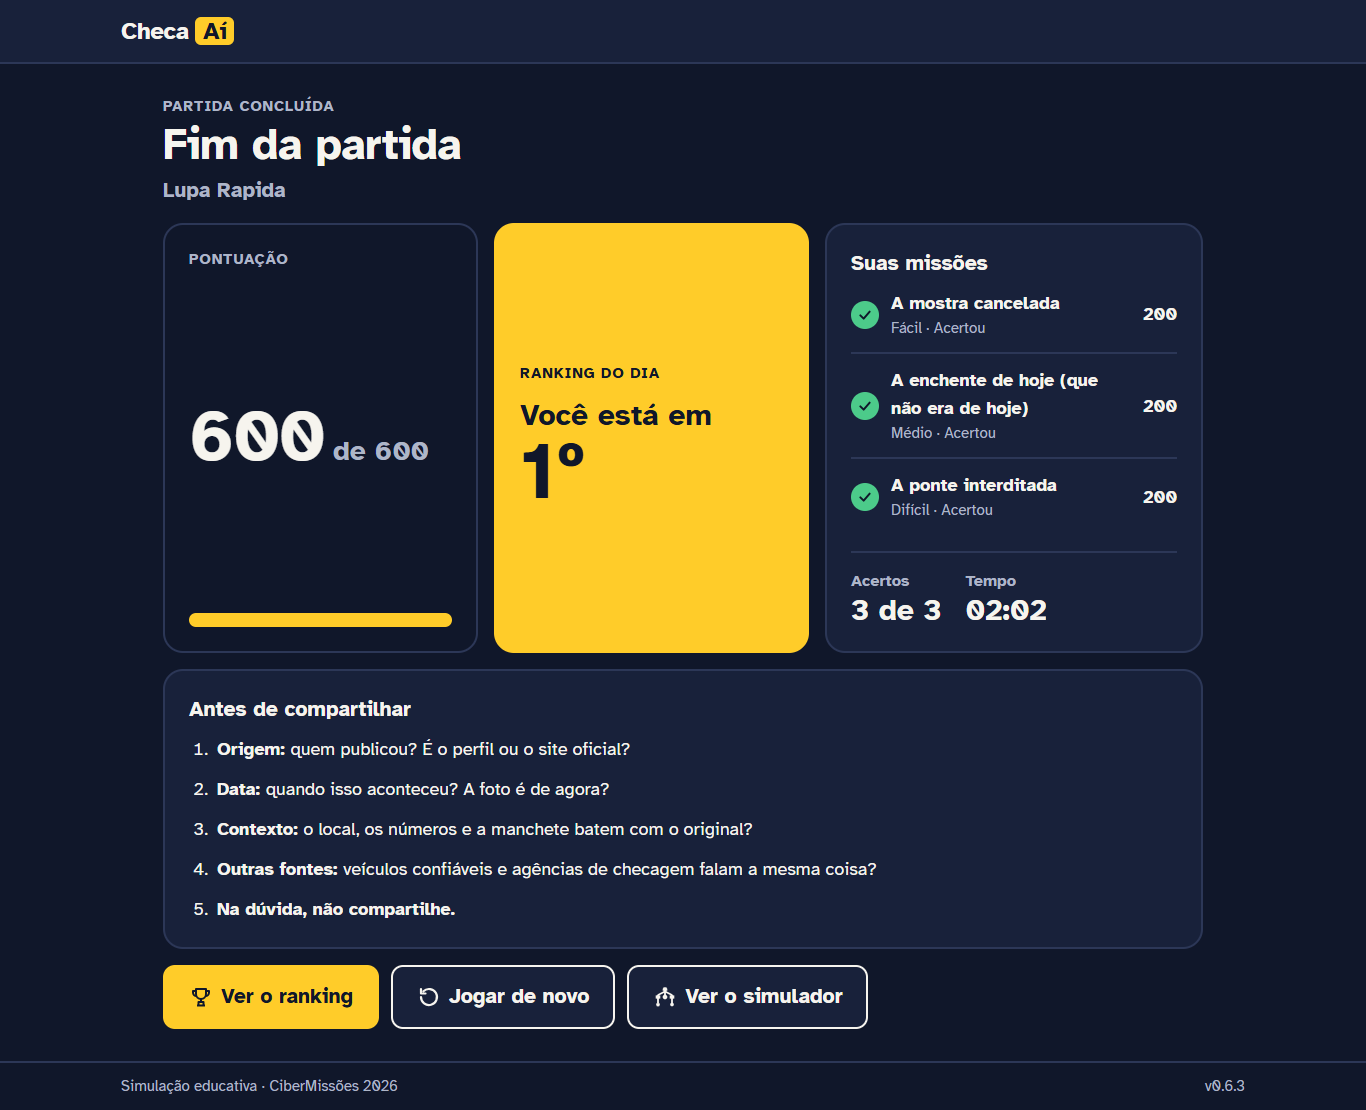 Checa Aí
PARTIDA CONCLUÍDA
Fim da partida
Lupa Rapida
PONTUAÇÃO
600 de 600
RANKING DO DIA
Você está em
1º
Suas missões
A mostra cancelada
Fácil · Acertou
200
A enchente de hoje (que
não era de hoje)
Médio · Acertou
200
A ponte interditada
Difícil · Acertou
200
Acertos
3 de 3
Tempo
02:02
Antes de compartilhar
1. Origem: quem publicou? É o perfil ou o site oficial?
2. Data: quando isso aconteceu? A foto é de agora?
3. Contexto: o local, os números e a manchete batem com o original?
4. Outras fontes: veículos confiáveis e agências de checagem falam a mesma coisa?
5. Na dúvida, não compartilhe.
Ver o ranking
Jogar de novo
Ver o simulador
Simulação educativa · CiberMissões 2026
v0.6.3